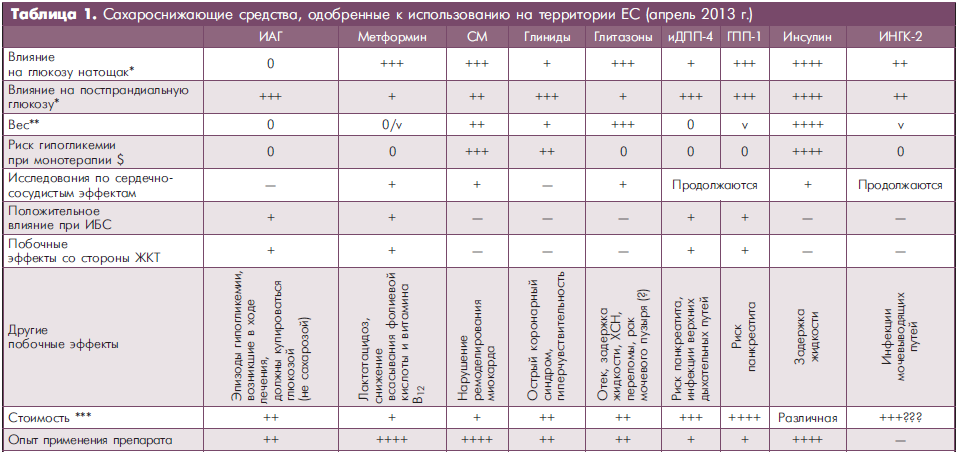 Таблица 1. Сахароснижающие средства, одобренные к использованию на территории ЕС (апрель 2013 г.)
ИАГ Метформин СМ Глиниды Глитазоны иДПП-4 ГПП-1 Инсулин ИНГК-2
Влияние
на глюкозу натощак* 0 +++ +++ + +++ + +++ ++++ ++
Влияние на постпрандиальную
глюкозу* +++ + ++ +++ + +++ +++ ++++ ++
Вес** 0 0/v ++ + +++ 0 v ++++ v
Риск гипогликемии
при монотерапии $ 0 0 +++ ++ 0 0 0 ++++ 0
Исследования по сердечно-
сосудистым эффектам — + + — + Продолжаются + Продолжаются
Положительное
влияние при ИБС + + — — — + + — —
Побочные
эффекты со стороны ЖКТ + + — — — + + — —
Другие
побочные эффекты
Эпизоды гипогликемии,
возникшие в ходе
лечения,
должны купироваться
глюкозой
(не сахарозой)
Лактатацидоз,
снижение
всасывания фолиевой
кислоты и витамина
B12
Нарушение
ремоделирования
миокарда
Острый коронарный
синдром,
гиперчувствительность
Отек, задержка
жидкости, ХСН,
переломы, рак
мочевого пузыря (?)
Риск панкреатита,
инфекции верхних
дыхательных путей
Риск
панкреатита
Задержка
жидкости
Инфекции
мочевыводящих
путей
Стоимость *** ++ + + ++ ++ +++ ++++ Различная +++???
Опыт применения препарата ++ ++++ ++++ ++ ++ + + ++++ —